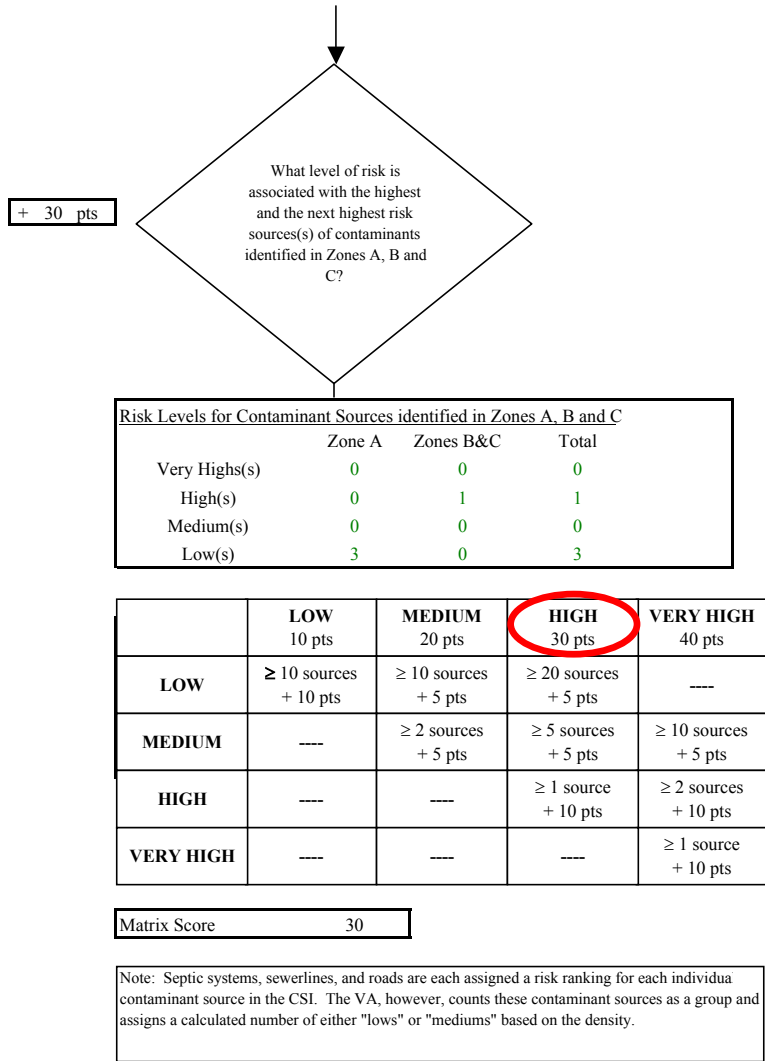 What level of risk is
associated with the highest
and the next highest risk
sources(s) of contaminants
identified in Zones A, B and
C?
+ 30 pts
Risk Levels for Contaminant Sources identified in Zones A, B and C
Zone A Zones B&C Total
Very Highs(s) 0 0 0
High(s) 0 1 1
Medium(s) 0 0 0
Low(s) 3 0 3
LOW MEDIUM HIGH VERY HIGH
10 pts 20 pts 30 pts 40 pts
LOW ≥ 10 sources ≥ 10 sources ≥ 20 sources ----
+ 10 pts + 5 pts + 5 pts
MEDIUM ---- ≥ 2 sources ≥ 5 sources ≥ 10 sources
+ 5 pts + 5 pts + 5 pts
HIGH ---- ---- ≥ 1 source ≥ 2 sources
+ 10 pts + 10 pts
VERY HIGH ---- ---- ---- ≥ 1 source
+ 10 pts
Matrix Score 30
Note: Septic systems, sewerlines, and roads are each assigned a risk ranking for each individua
contaminant source in the CSI. The VA, however, counts these contaminant sources as a group and
assigns a calculated number of either "lows" or "mediums" based on the density.